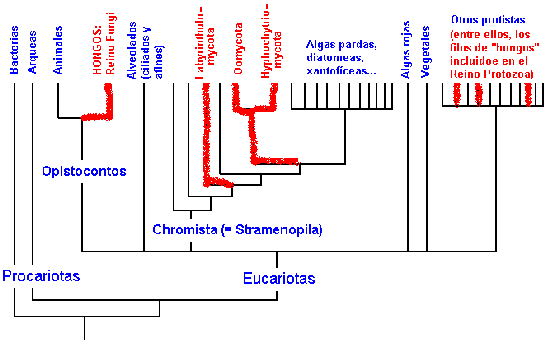 Bacterias
Arqueas
Animales
HONGOS:
Reino Fungi
Alveolados
(ciliados y
afines)
Labyrinthulo-
mycota
Oomycota
Hyphochytrio-
mycota
Algas pardas,
diatomeas,
xantofíceas...
Algas rojas
Vegetales
Otros protistas
(entre ellos, los
filos de "hongos"
incluidoe en el
Reino Protozoa)
Opistocontos
Chromista (= Stramenopila)
Procariotas
Eucariotas